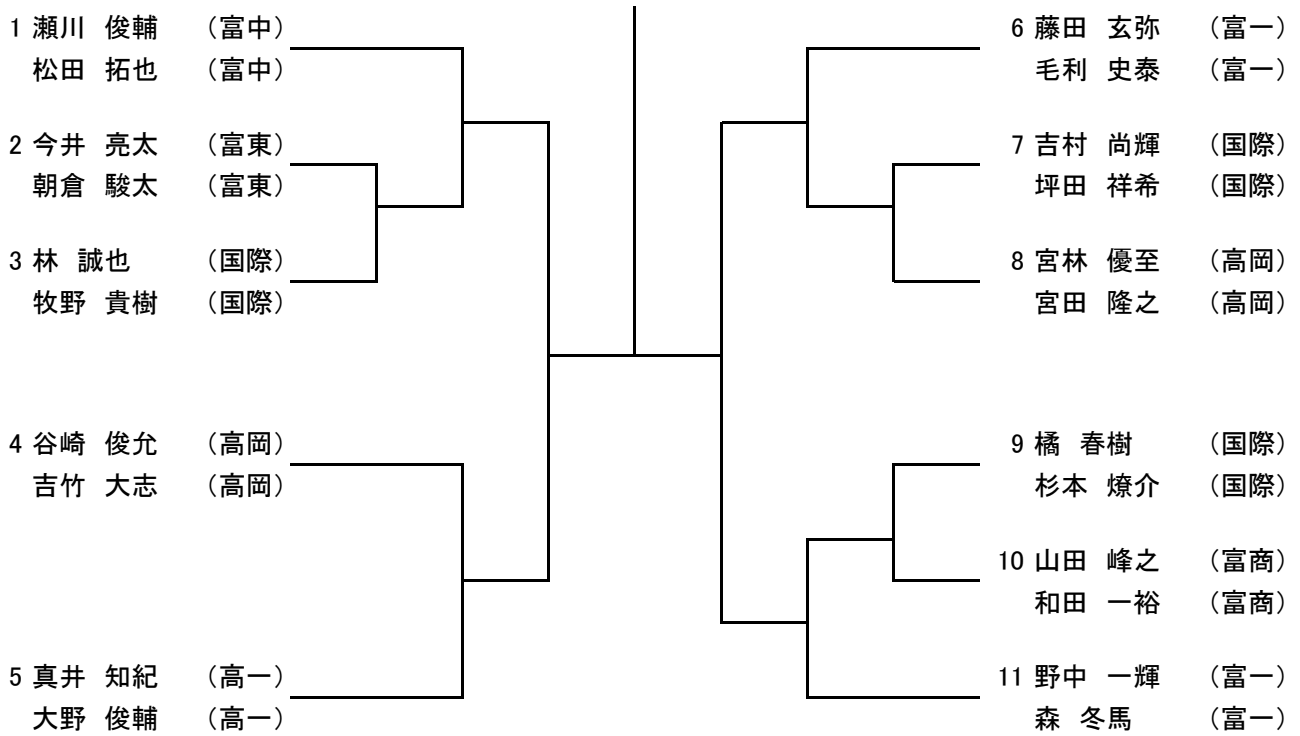 1 瀬川 俊輔 （富中）
松田 拓也 （富中）
2 今井 亮太 （富東）
朝倉 駿太 （富東）
3 林 誠也 （国際）
牧野 貴樹 （国際）
4 谷崎 俊允 （高岡）
吉竹 大志 （高岡）
5 真井 知紀 （高一）
大野 俊輔 （高一）
6 藤田 玄弥 （富一）
毛利 史泰 （富一）
7 吉村 尚輝 （国際）
坪田 祥希 （国際）
8 宮林 優至 （高岡）
宮田 隆之 （高岡）
9 橘 春樹 （国際）
杉本 燎介 （国際）
10 山田 峰之 （富商）
和田 一裕 （富商）
11 野中 一輝 （富一）
森 冬馬 （富一）